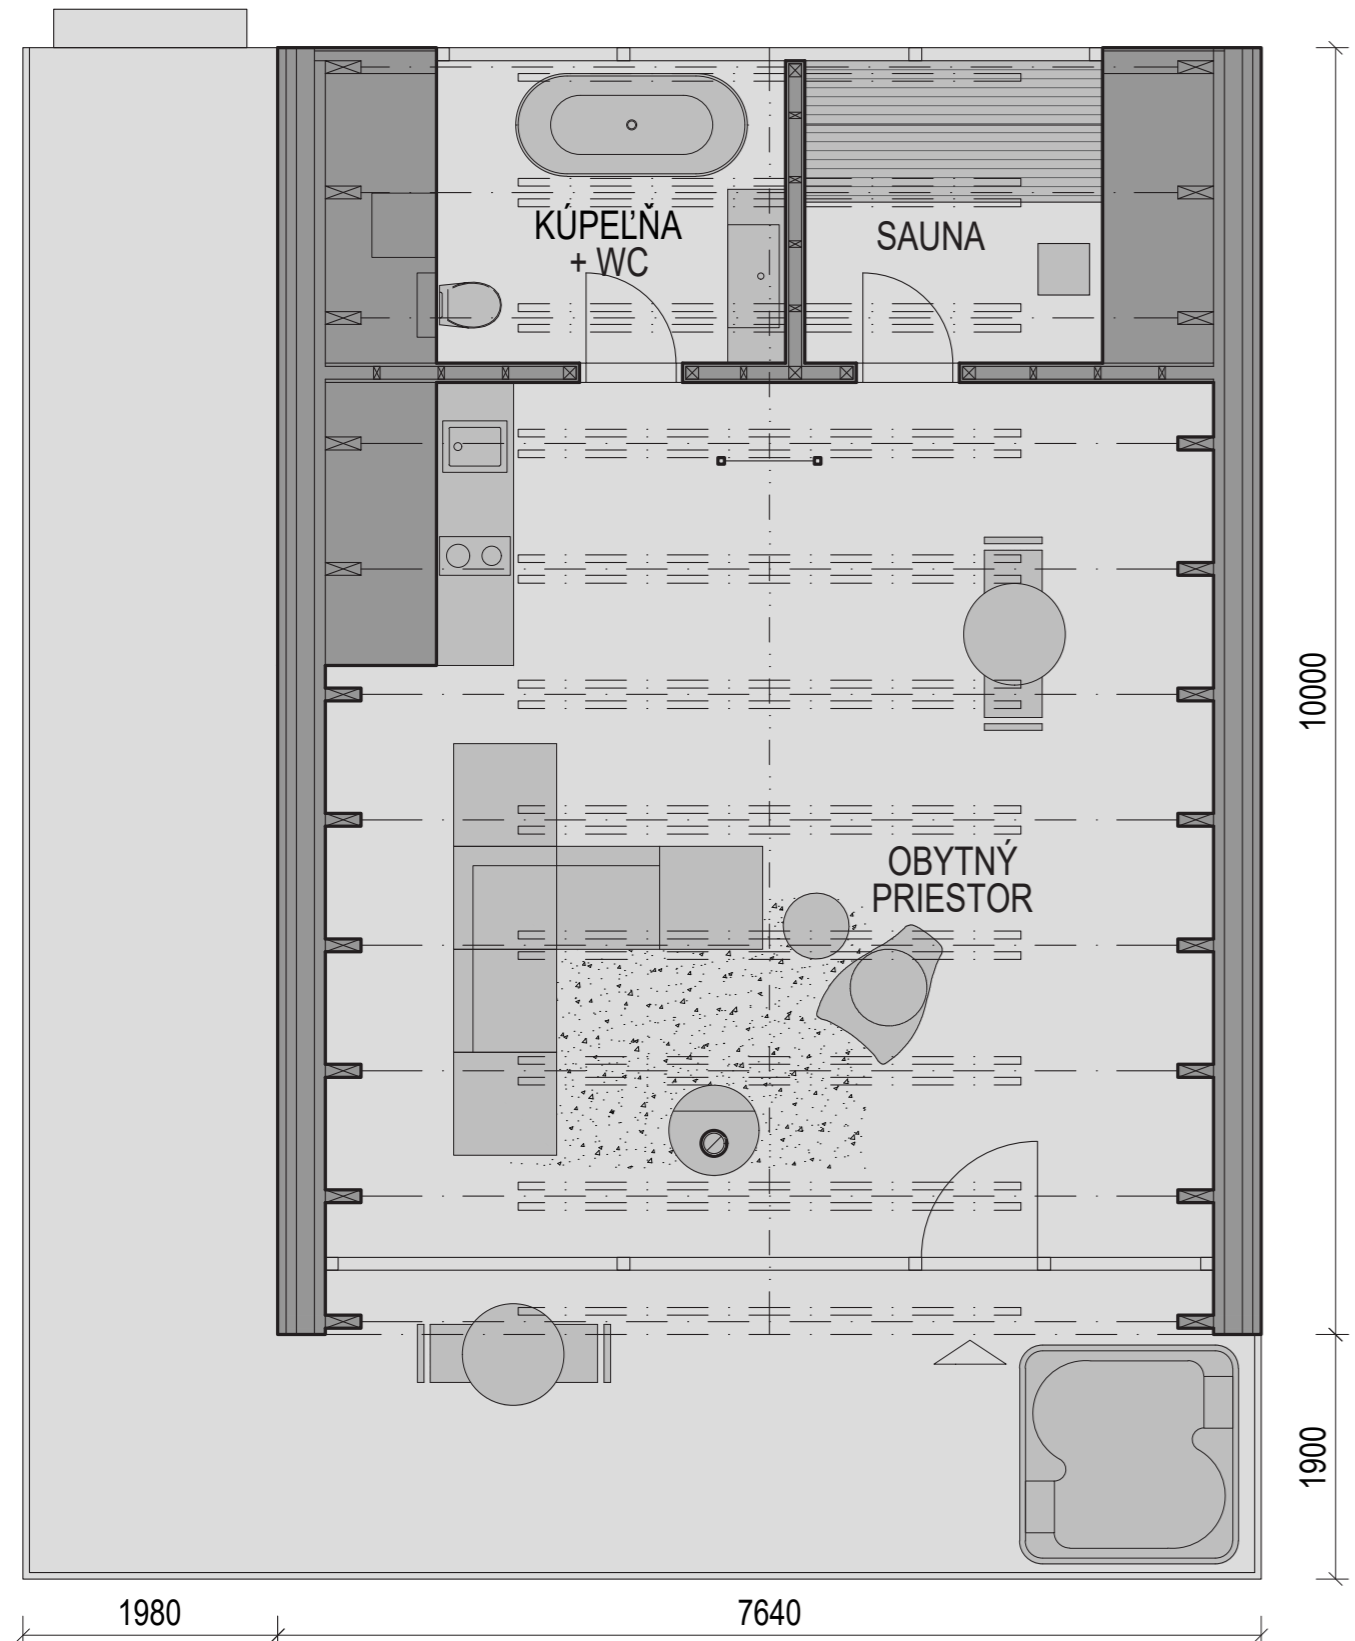 KÚPEĽŇA
+ WC
SAUNA
OBYTNÝ
PRIESTOR
10000
1900
1980
7640